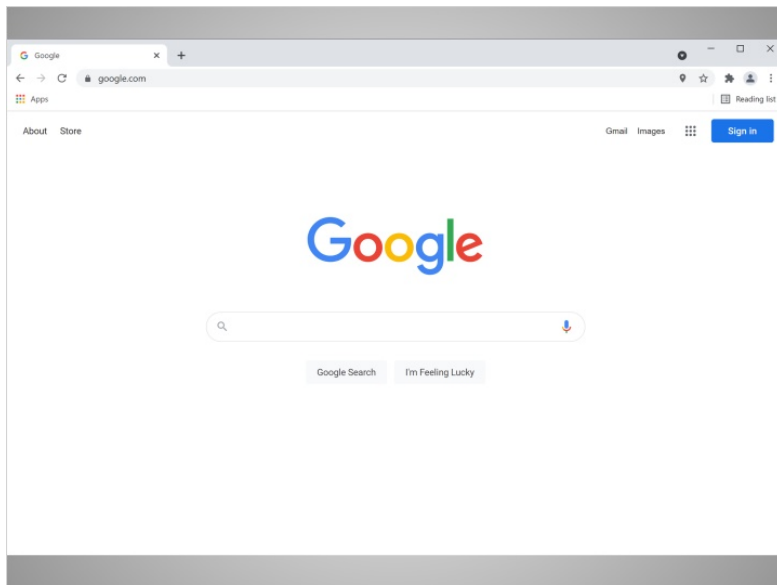 Google
google.com
Apps
Reading list
About Store
Gmail Images Sign in
Google
Google Search I'm Feeling Lucky